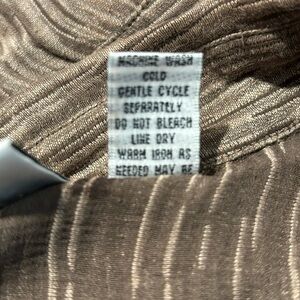 MACHINE WASH
COLD
GENTLE CYCLE
SEPARATELY
DO NOT BLEACH
LINE DRY
WARM IRON AS
NEEDED MAY BE